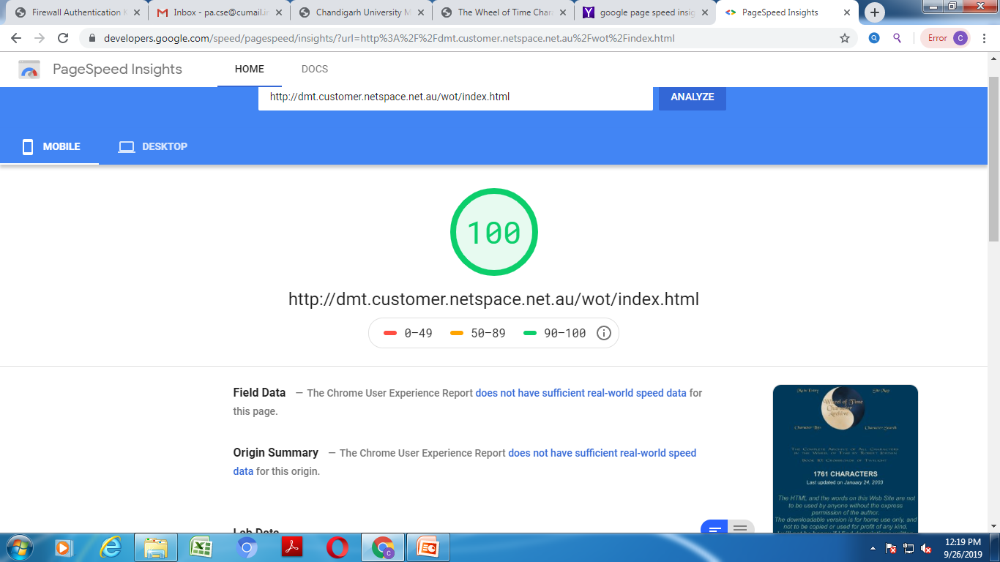 Firewall Authentication K
Inbox - pa.cse@cumail.in
Chandigarh University M
The Wheel of Time Chara
google page speed insig
PageSpeed Insights
developers.google.com/speed/pagespeed/insights/?url=http%3A%2F%2Fdmt.customer.netspace.net.au%2Fwot%2Findex.html
Error C
PageSpeed Insights
HOME
DOCS
http://dmt.customer.netspace.net.au/wot/index.html
ANALYZE
MOBILE
DESKTOP
100
http://dmt.customer.netspace.net.au/wot/index.html
0–49 50–89 90–100
Field Data — The Chrome User Experience Report does not have sufficient real-world speed data for
this page.
Origin Summary — The Chrome User Experience Report does not have sufficient real-world speed
data for this origin.
Lab Data
Main Entry
Site Map
Wheel of Time
Character
Archive
Character Bios
Character Search
The Complete Archive of All Characters
in the Wheel of Time by Robert Jordan
Book 10: Crossroads of Twilight
1761 CHARACTERS
Last updated on January 24, 2003
The HTML and the words on this Web Site are not
to be used by anyone without the express
permission of the author.
The downloadable version is for home use only, and
not to be copied or used for profit of any kind.
12:19 PM
9/26/2019